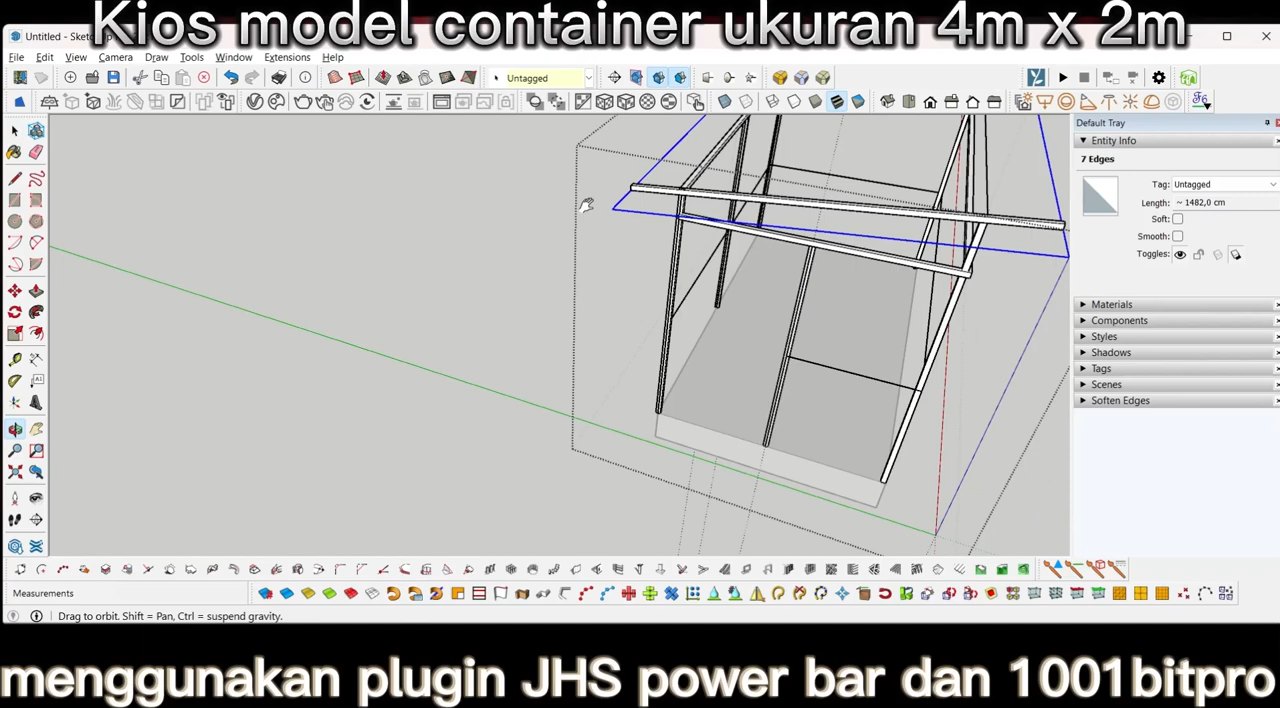 Kios model container ukuran 4m x 2m
Untitled - Sketch
File Edit View Camera Draw Tools Window Extensions Help
Untagged
Default Tray
Entity Info
7 Edges
Tag: Untagged
Length: ~ 1482,0 cm
Soft:
Smooth:
Toggles:
Materials
Components
Styles
Shadows
Tags
Scenes
Soften Edges
Measurements
Drag to orbit. Shift = Pan, Ctrl = suspend gravity.
menggunakan plugin JHS power bar dan 1001bitpro